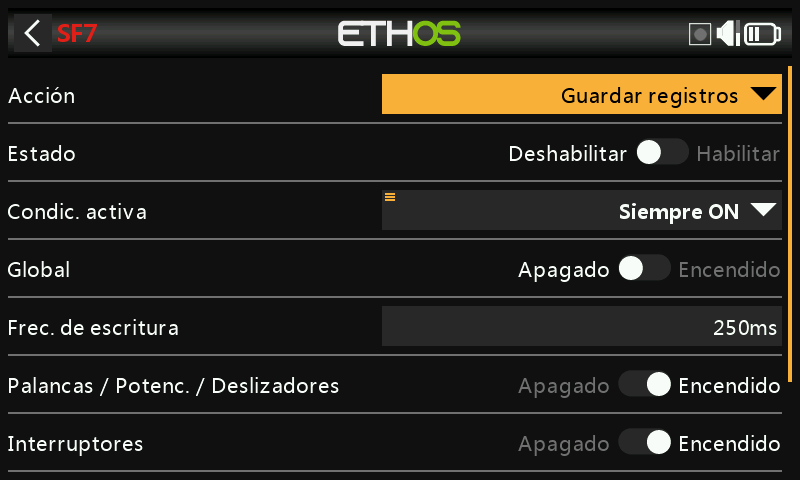 SF7 ETHOS
Acción Guardar registros
Estado Deshabilitar Habilitar
Condic. activa Siempre ON
Global Apagado Encendido
Frec. de escritura 250ms
Palancas / Potenc. / Deslizadores Apagado Encendido
Interruptores Apagado Encendido